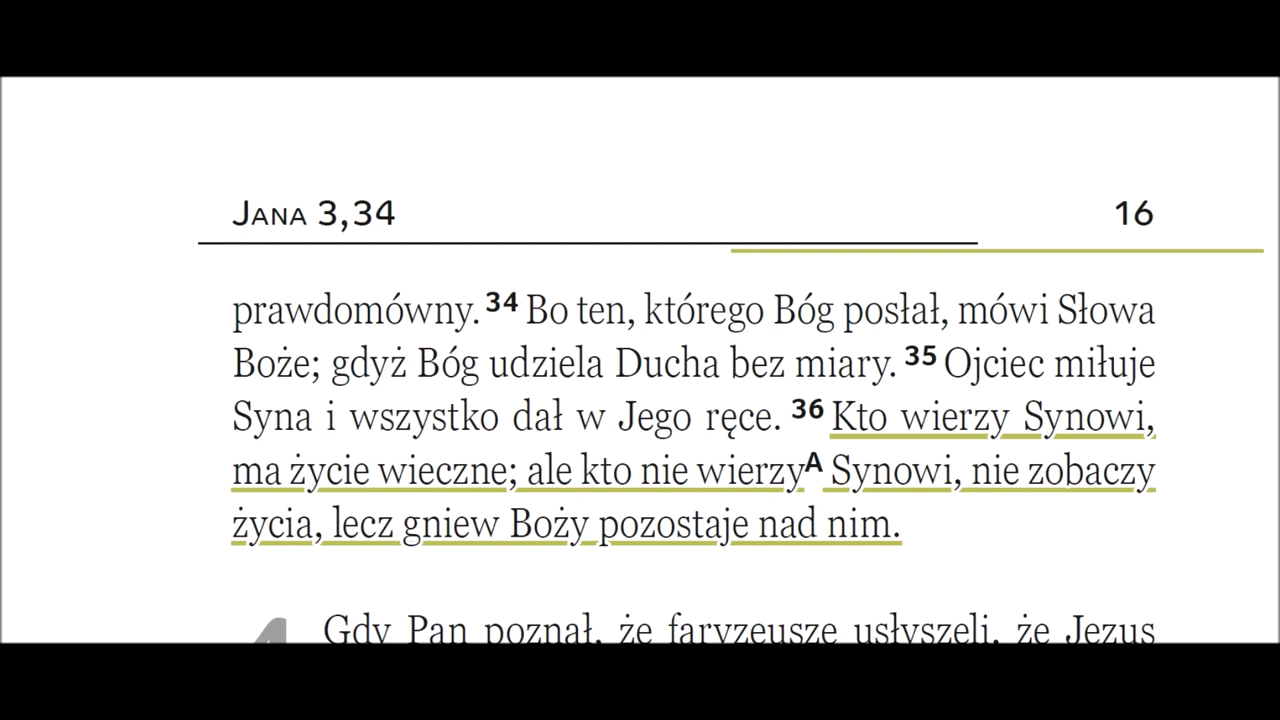 Jana 3,34 16
prawdomówny. 34 Bo ten, którego Bóg posłał, mówi Słowa
Boże; gdyż Bóg udziela Ducha bez miary. 35 Ojciec miłuje
Syna i wszystko dał w Jego ręce. 36 Kto wierzy Synowi,
ma życie wieczne; ale kto nie wierzyA Synowi, nie zobaczy
życia, lecz gniew Boży pozostaje nad nim.
4 Gdy Pan poznał, że faryzeusze usłyszeli, że Jezus